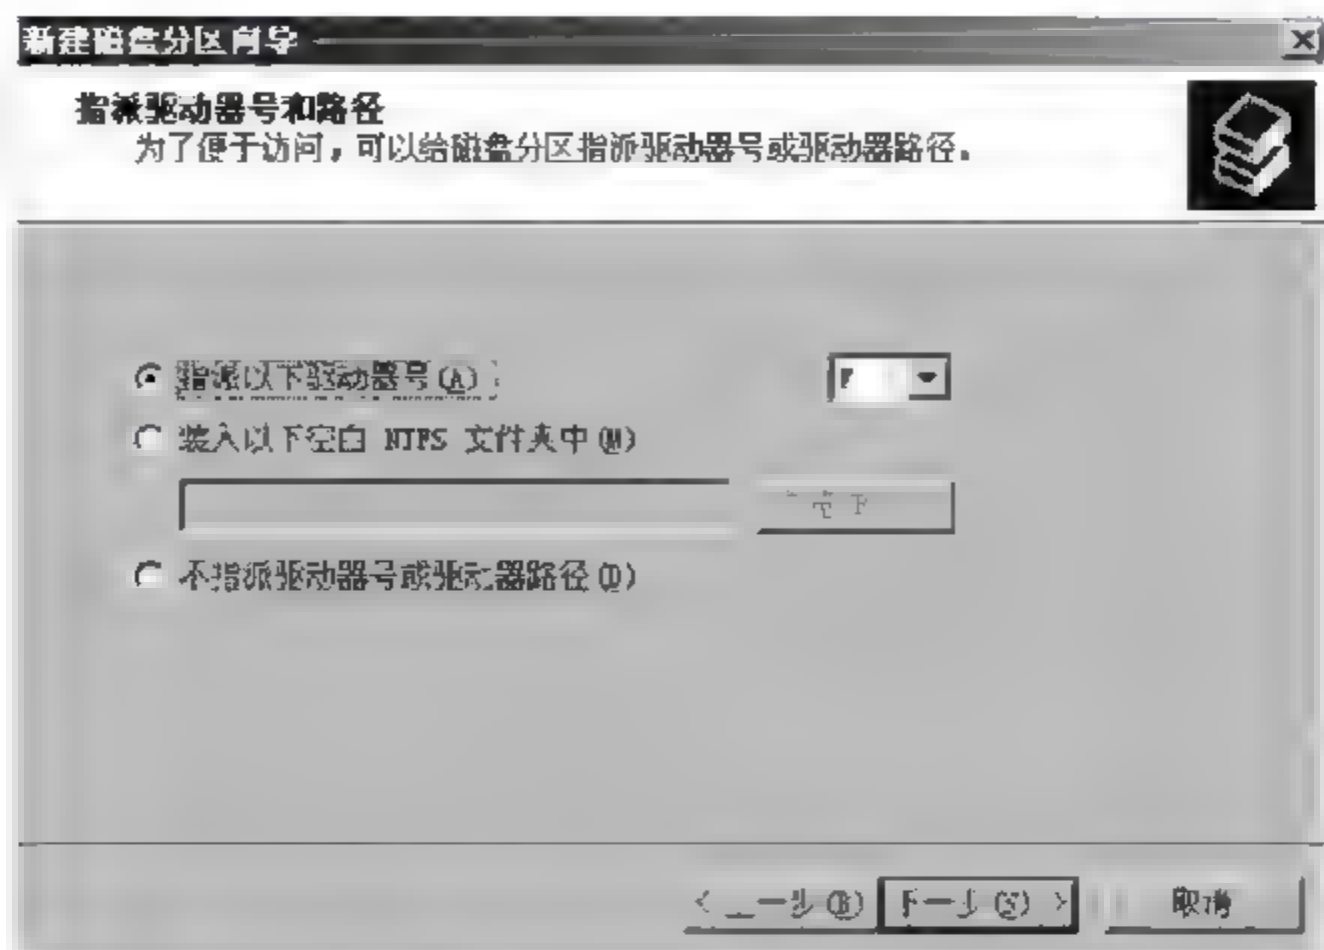 新建磁盘分区向导
指派驱动器号和路径
为了便于访问，可以给磁盘分区指派驱动器号或驱动器路径。
指派以下驱动器号(A):
装入以下空白 NTFS 文件夹中(M)
不指派驱动器号或驱动器路径(D)
< 上一步(B) 下一步(N) > 取消